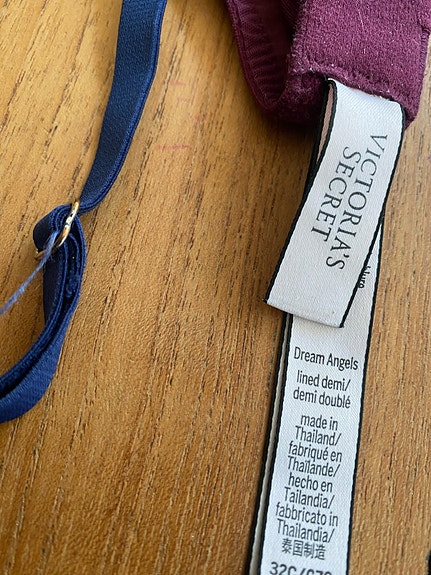 VICTORIA'S
SECRET
Dream Angels
lined demi/
demi doublé
made in
Thailand/
fabriqué en
Thaïlande/
hecho en
Tailandia/
fabbricato in
Thailandia/
泰国制造